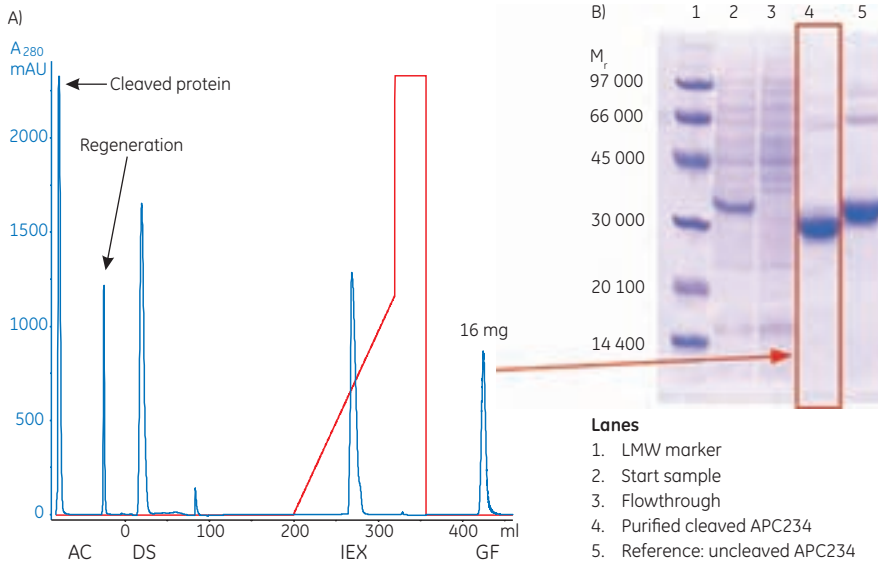 A)
A280
mAU
Cleaved protein
Regeneration
2000
1500
1000
500
0
16 mg
0 100 200 300 400 ml
AC DS IEX GF
B)
1 2 3 4 5
Mr
97 000
66 000
45 000
30 000
20 100
14 400
Lanes
1. LMW marker
2. Start sample
3. Flowthrough
4. Purified cleaved APC234
5. Reference: uncleaved APC234